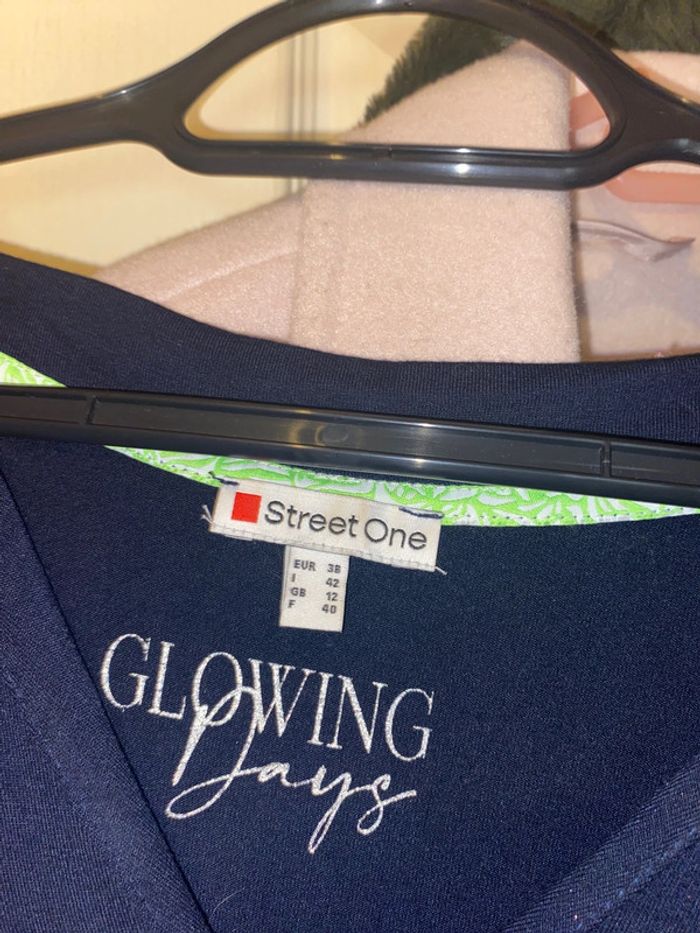 Street One
EUR 38
I 42
GB 12
F 40
GLOWING
Days